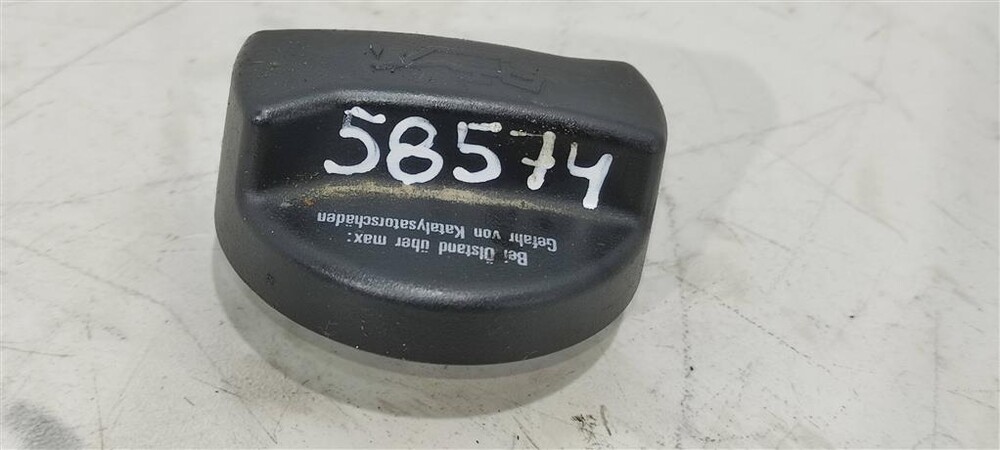 58574
Bei Ölstand über max:
Gefahr von Katalysatorschäden